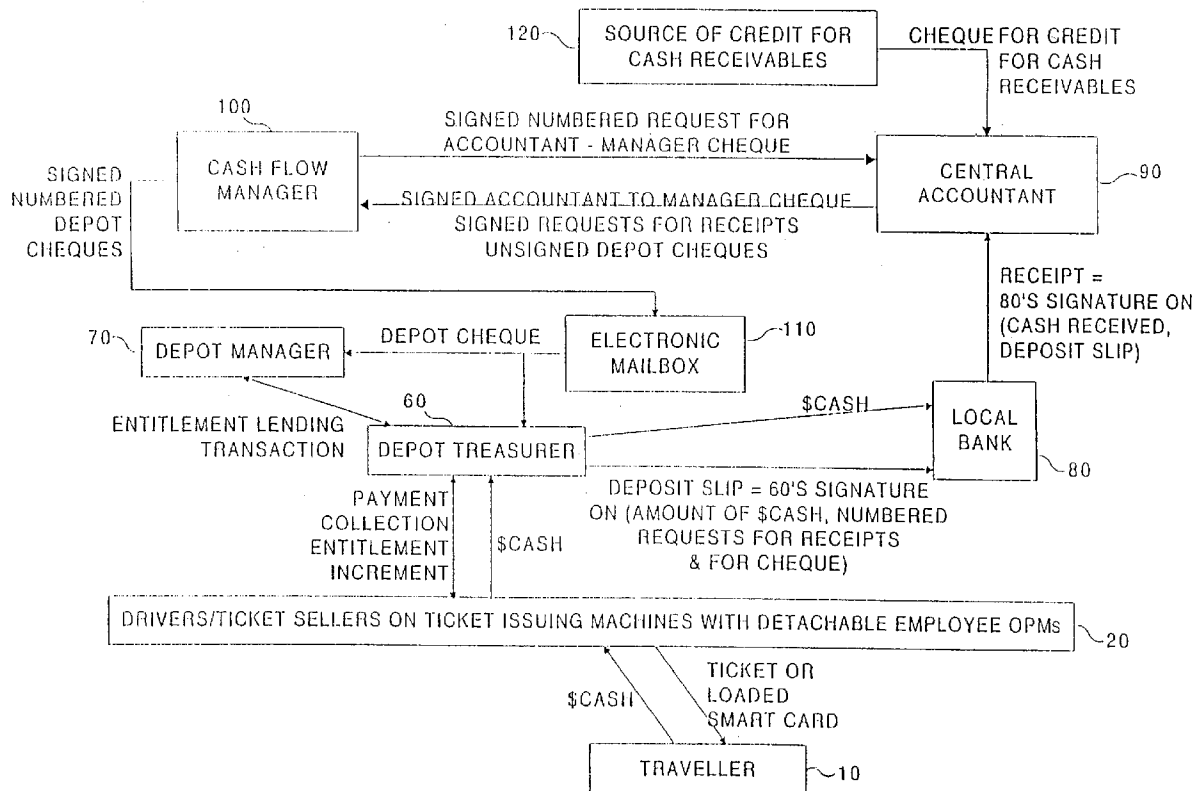 120
SOURCE OF CREDIT FOR
CASH RECEIVABLES
CHEQUE FOR CREDIT
FOR CASH
RECEIVABLES
100
CASH FLOW
MANAGER
SIGNED NUMBERED REQUEST FOR
ACCOUNTANT - MANAGER CHEQUE
SIGNED ACCOUNTANT TO MANAGER CHEQUE
SIGNED REQUESTS FOR RECEIPTS
UNSIGNED DEPOT CHEQUES
CENTRAL
ACCOUNTANT
90
SIGNED
NUMBERED
DEPOT
CHEQUES
RECEIPT =
80'S SIGNATURE ON
(CASH RECEIVED,
DEPOSIT SLIP)
70
DEPOT MANAGER
DEPOT CHEQUE
ELECTRONIC
MAILBOX
110
ENTITLEMENT LENDING
TRANSACTION
60
DEPOT TREASURER
$CASH
LOCAL
BANK
80
DEPOSIT SLIP = 60'S SIGNATURE
ON (AMOUNT OF $CASH, NUMBERED
REQUESTS FOR RECEIPTS
& FOR CHEQUE)
PAYMENT
COLLECTION
ENTITLEMENT
INCREMENT
$CASH
DRIVERS/TICKET SELLERS ON TICKET ISSUING MACHINES WITH DETACHABLE EMPLOYEE OPMs
20
$CASH
TICKET OR
LOADED
SMART CARD
TRAVELLER
10